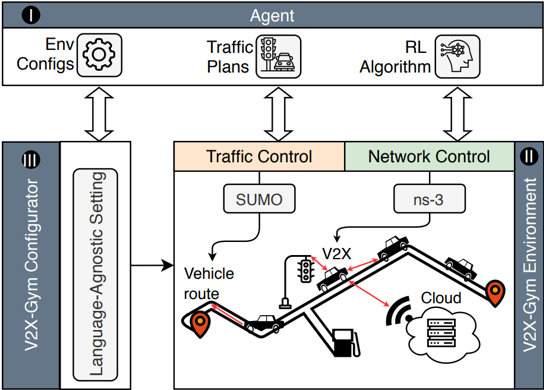 I
Agent
Env
Configs
Traffic
Plans
RL
Algorithm
III
V2X-Gym Configurator
Language-Agnostic Setting
Traffic Control
Network Control
II
V2X-Gym Environment
SUMO
ns-3
V2X
Vehicle
route
Cloud